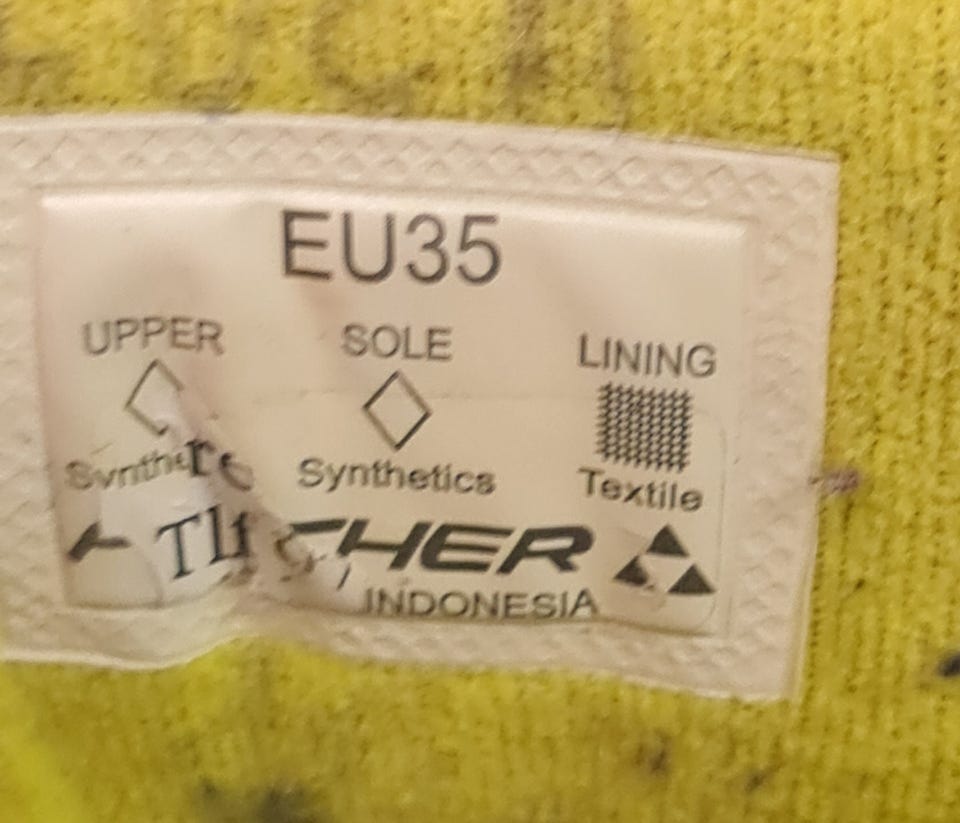 EU35
UPPER SOLE LINING
Synthetics Textile
INDONESIA